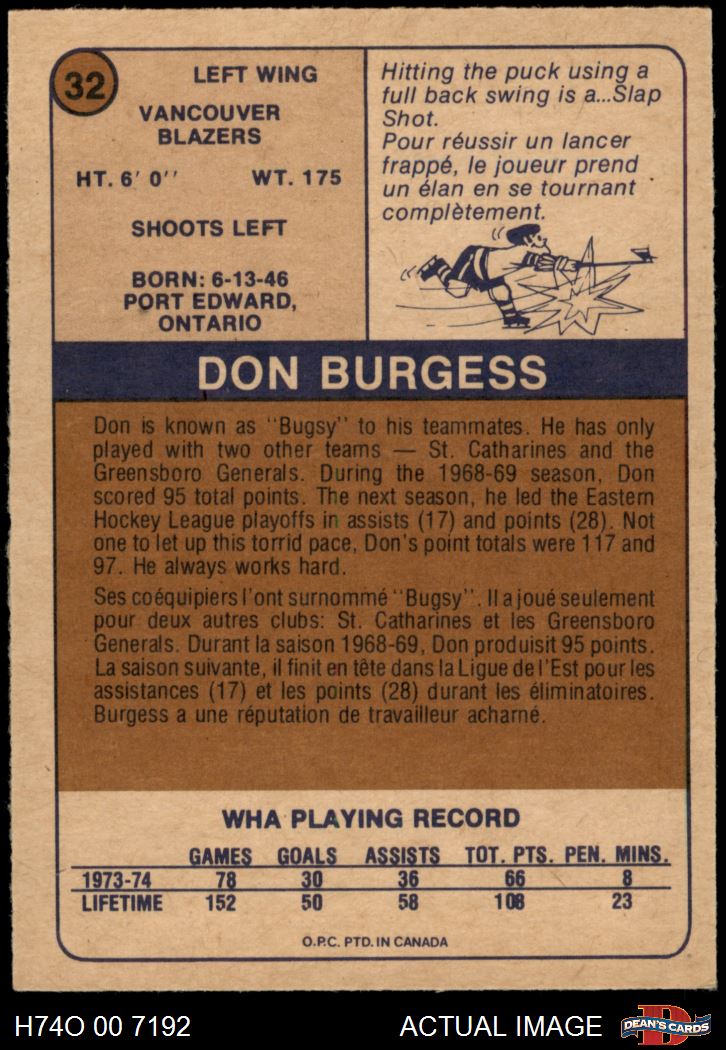 32
LEFT WING
VANCOUVER
BLAZERS
HT. 6' 0'' WT. 175
SHOOTS LEFT
BORN: 6-13-46
PORT EDWARD,
ONTARIO
Hitting the puck using a
full back swing is a...Slap
Shot.
Pour réussir un lancer
frappé, le joueur prend
un élan en se tournant
complètement.
DON BURGESS
Don is known as "Bugsy" to his teammates. He has only
played with two other teams — St. Catharines and the
Greensboro Generals. During the 1968-69 season, Don
scored 95 total points. The next season, he led the Eastern
Hockey League playoffs in assists (17) and points (28). Not
one to let up this torrid pace, Don's point totals were 117 and
97. He always works hard.
Ses coéquipiers l'ont surnommé "Bugsy". Il a joué seulement
pour deux autres clubs: St. Catharines et les Greensboro
Generals. Durant la saison 1968-69, Don produisit 95 points.
La saison suivante, il finit en tête dans la Ligue de l'Est pour les
assistances (17) et les points (28) durant les éliminatoires.
Burgess a une réputation de travailleur acharné.
WHA PLAYING RECORD
GAMES GOALS ASSISTS TOT. PTS. PEN. MINS.
1973-74 78 30 36 66 8
LIFETIME 152 50 58 108 23
O.P.C. PTD. IN CANADA
H74O 00 7192 ACTUAL IMAGE D DEAN'S CARDS